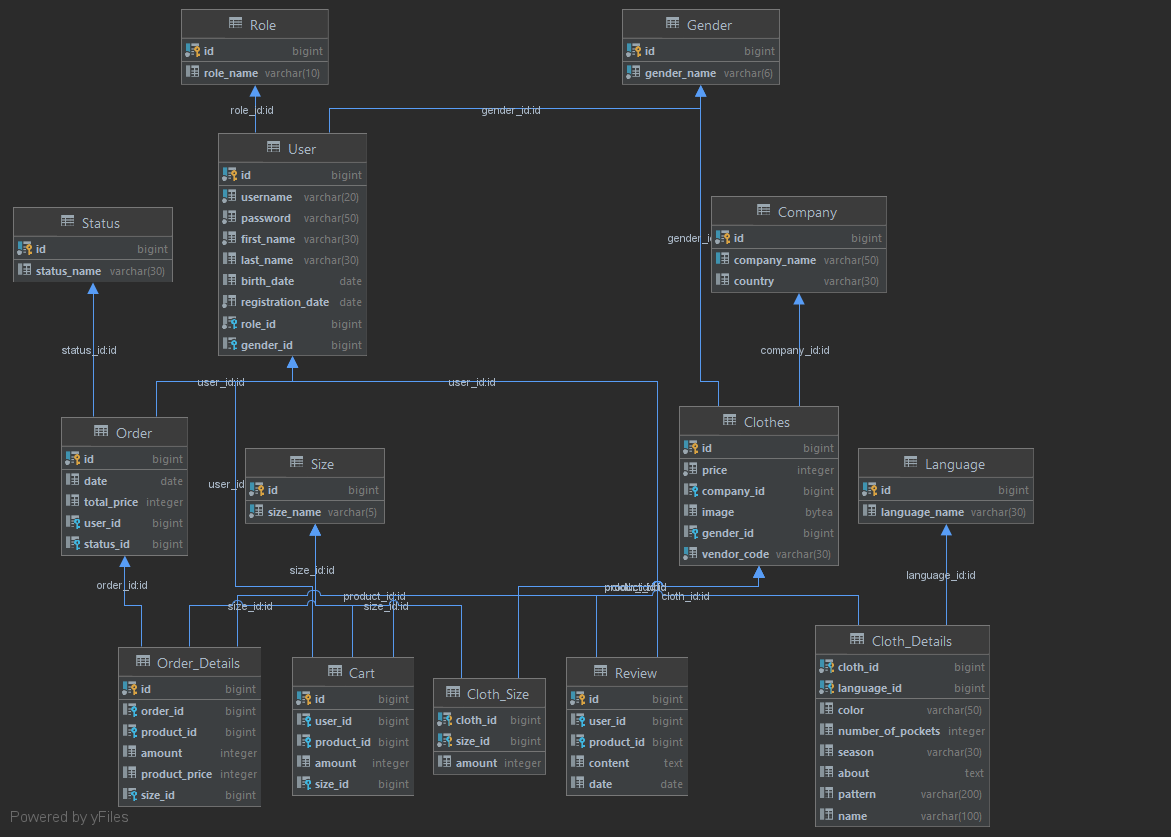 Role
id bigint
role_name varchar(10)
Gender
id bigint
gender_name varchar(6)
role_id:id
gender_id:id
User
id bigint
username varchar(20)
password varchar(50)
first_name varchar(30)
last_name varchar(30)
birth_date date
registration_date date
role_id bigint
gender_id bigint
Status
id bigint
status_name varchar(30)
gender_id
Company
id bigint
company_name varchar(50)
country varchar(30)
status_id:id
company_id:id
user_id:id
user_id:id
Order
id bigint
date date
total_price integer
user_id bigint
status_id bigint
user_id
Size
id bigint
size_name varchar(5)
Clothes
id bigint
price integer
company_id bigint
image bytea
gender_id bigint
vendor_code varchar(30)
Language
id bigint
language_name varchar(30)
order_id:id
size_id:id
language_id:id
product_id:id
cloth_id:id
size_id:id
size_id:id
Order_Details
id bigint
order_id bigint
product_id bigint
amount integer
product_price integer
size_id bigint
Cart
id bigint
user_id bigint
product_id bigint
amount integer
size_id bigint
Cloth_Size
cloth_id bigint
size_id bigint
amount integer
Review
id bigint
user_id bigint
product_id bigint
content text
date date
Cloth_Details
cloth_id bigint
language_id bigint
color varchar(50)
number_of_pockets integer
season varchar(30)
about text
pattern varchar(200)
name varchar(100)
Powered by yFiles